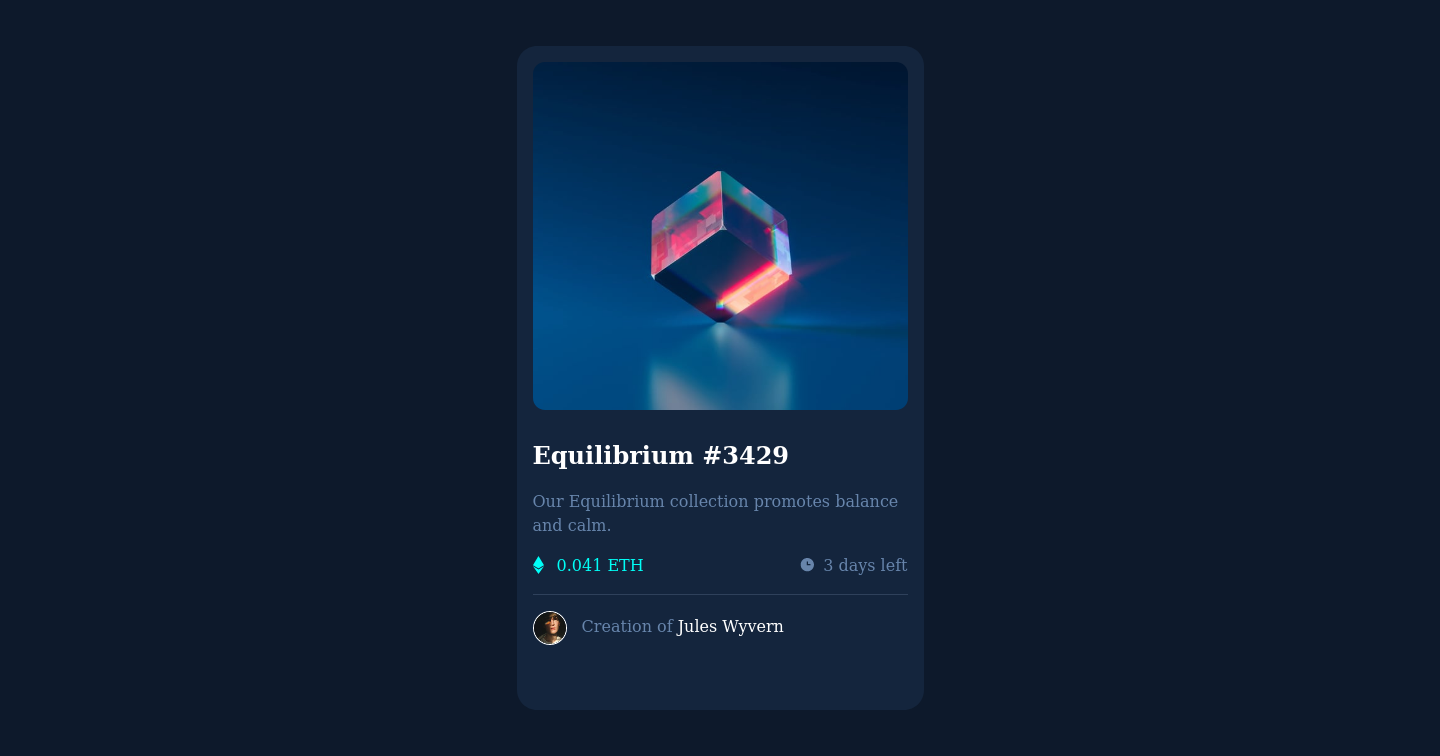 Equilibrium #3429
Our Equilibrium collection promotes balance
and calm.
0.041 ETH
3 days left
Creation of Jules Wyvern